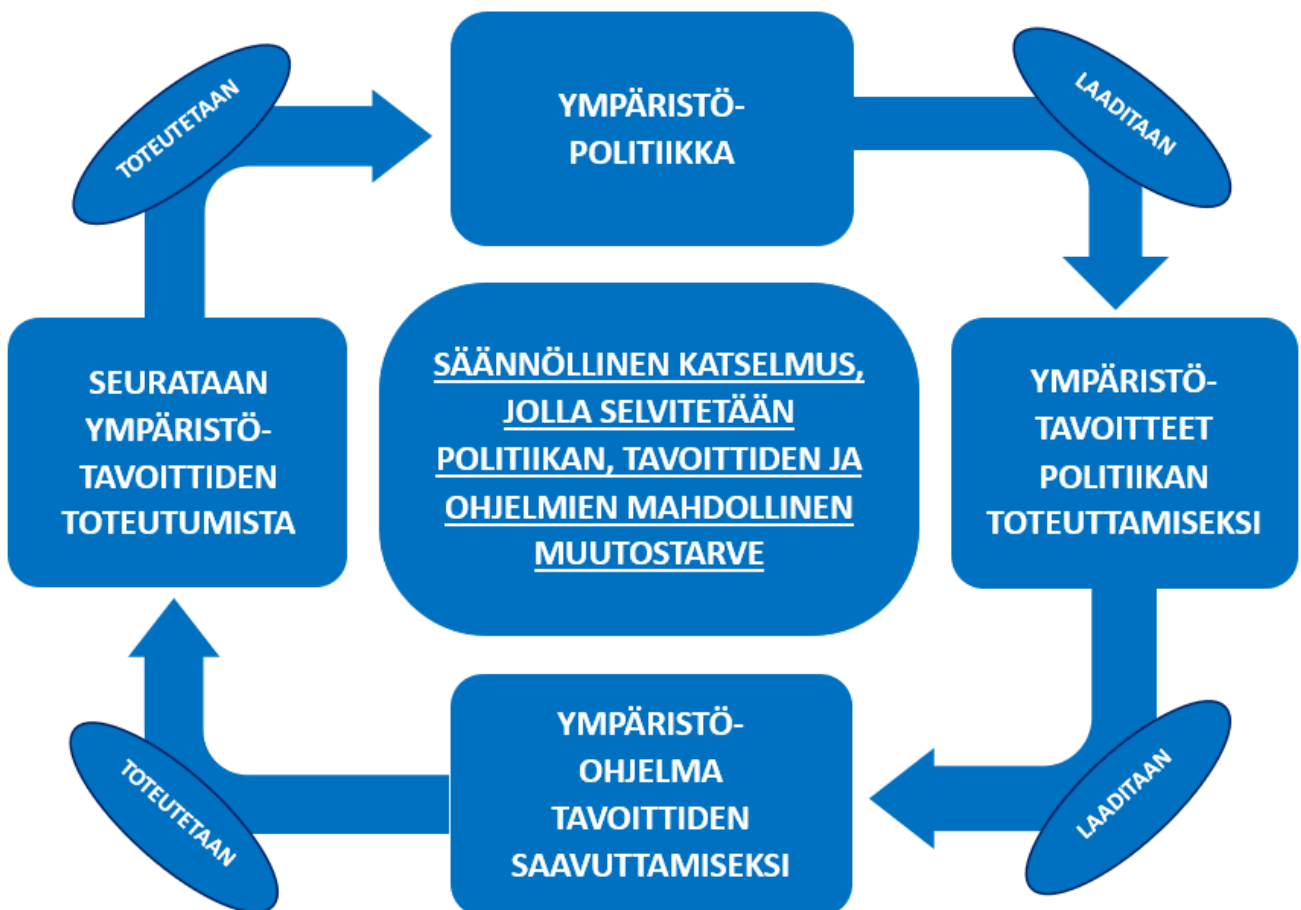 TOTEUTETAAN
YMPÄRISTÖ-
POLITIIKKA
LAADITAAN
SEURATAAN
YMPÄRISTÖ-
TAVOITTIDEN
TOTEUTUMISTA
SÄÄNNÖLLINEN KATSELMUS,
JOLLA SELVITETÄÄN
POLITIIKAN, TAVOITTIDEN JA
OHJELMIEN MAHDOLLINEN
MUUTOSTARVE
YMPÄRISTÖ-
TAVOITTEET
POLITIIKAN
TOTEUTTAMISEKSI
TOTEUTETAAN
YMPÄRISTÖ-
OHJELMA
TAVOITTIDEN
SAAVUTTAMISEKSI
LAADITAAN